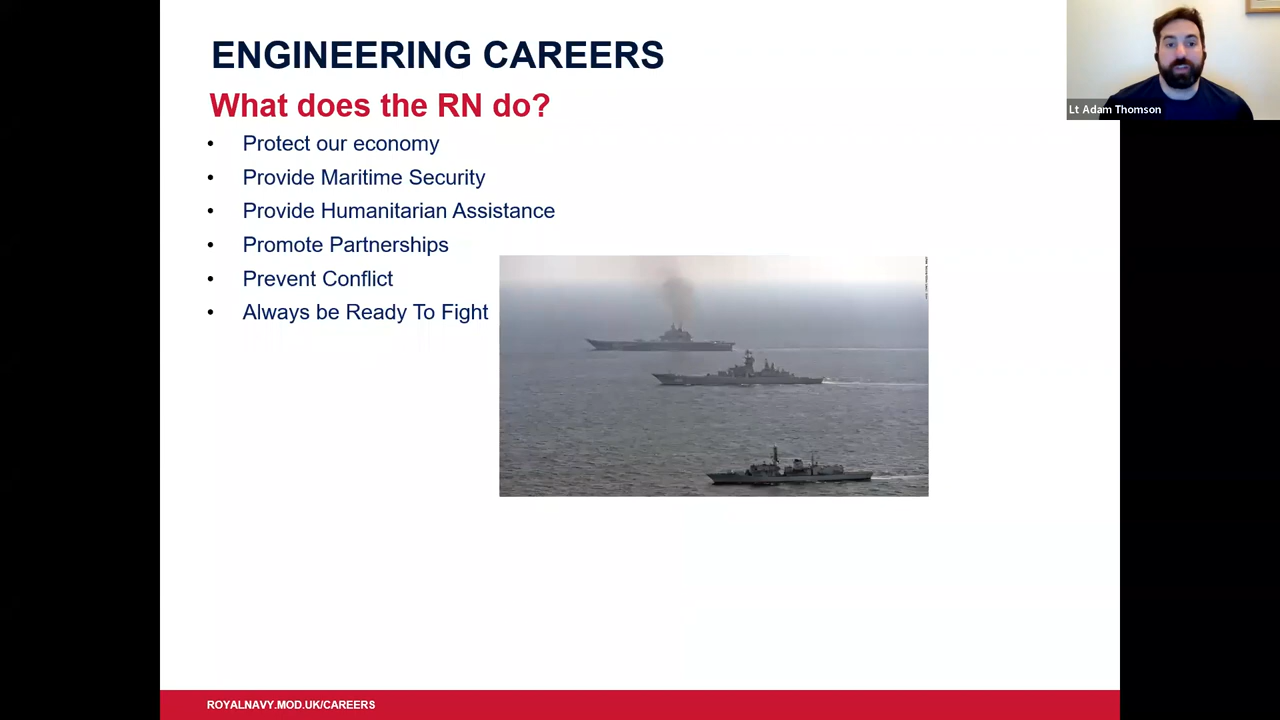 ENGINEERING CAREERS
What does the RN do?
• Protect our economy
• Provide Maritime Security
• Provide Humanitarian Assistance
• Promote Partnerships
• Prevent Conflict
• Always be Ready To Fight
Lt Adam Thomson
ROYALNAVY.MOD.UK/CAREERS